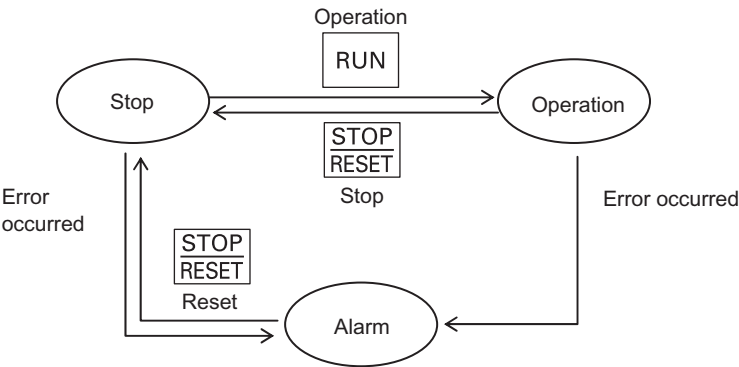 Operation
RUN
Stop
Operation
STOP
RESET
Stop
Error
occurred
Error occurred
STOP
RESET
Reset
Alarm